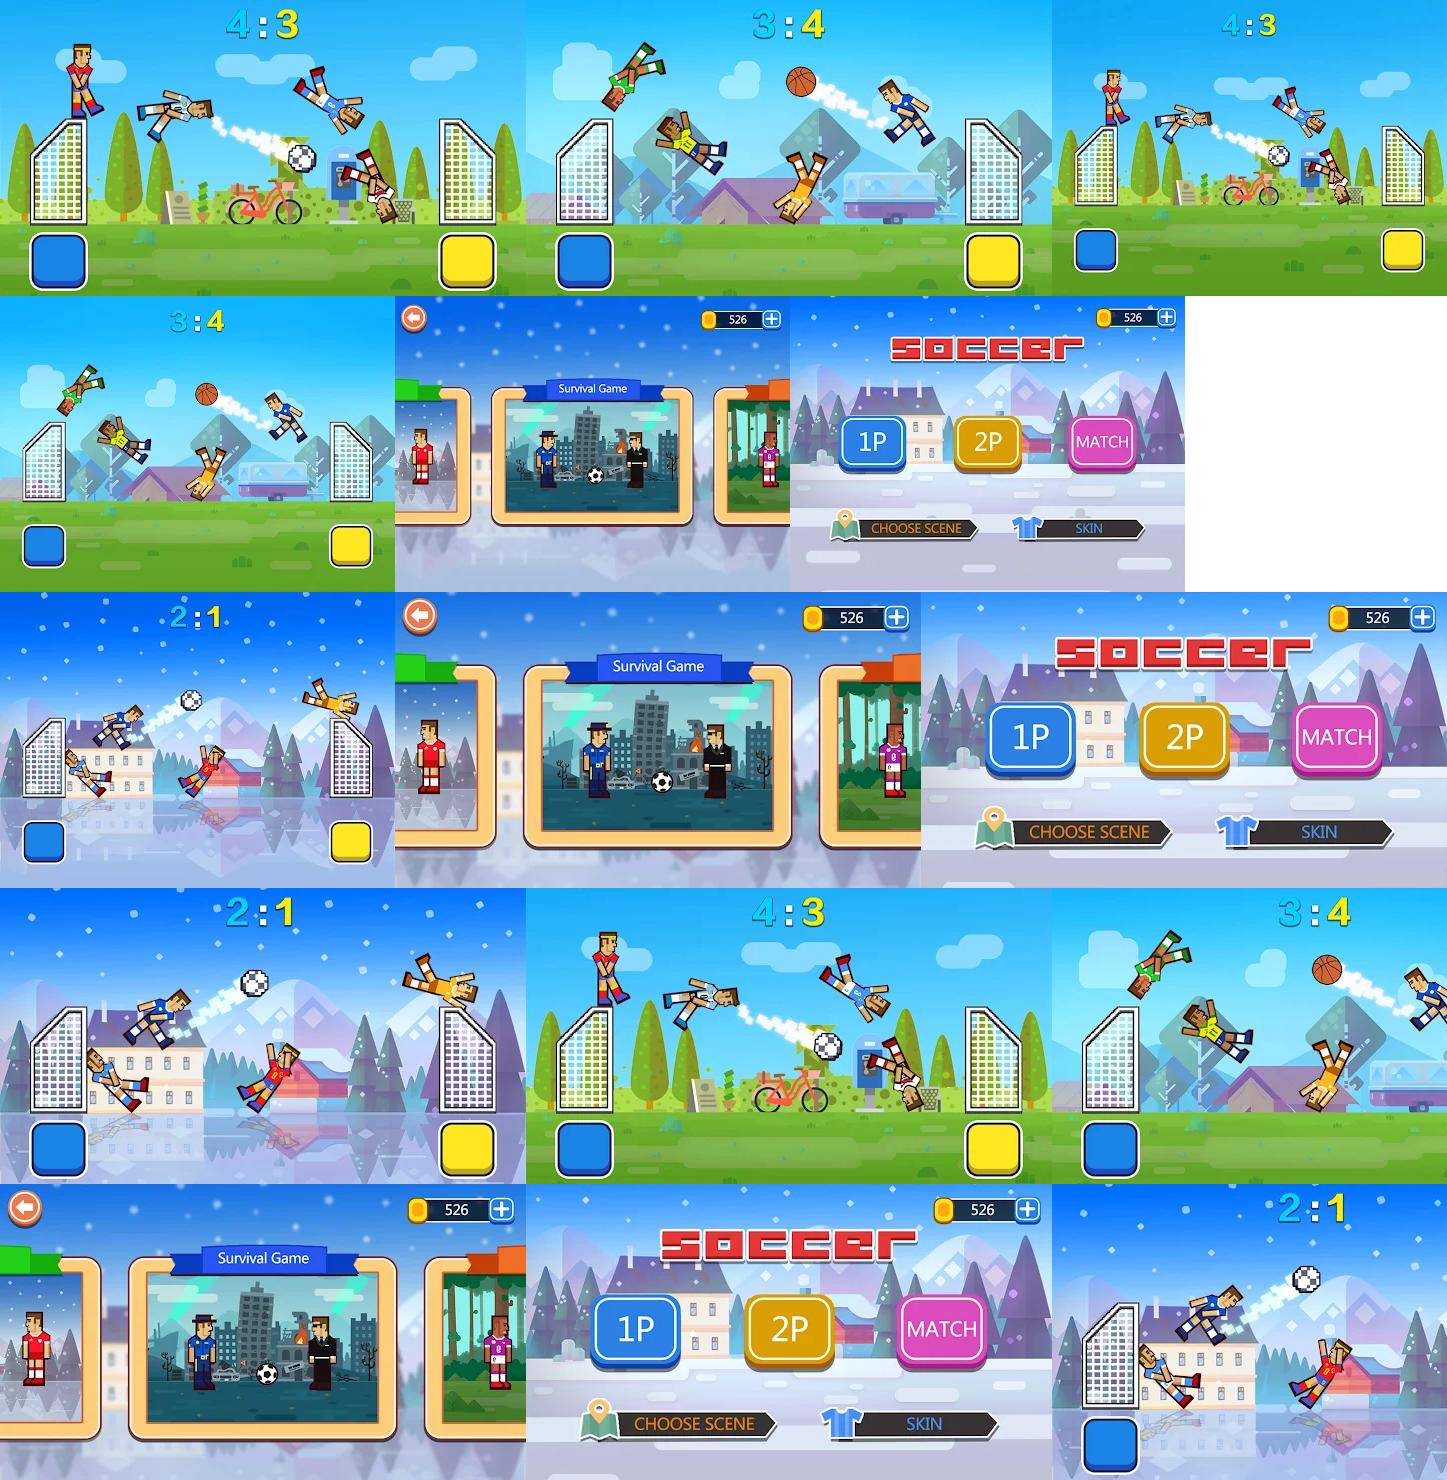 4:3
3:4
4:3
3:4
526
Survival Game
526
soccer
1P
2P
MATCH
CHOOSE SCENE
SKIN
2:1
526
Survival Game
526
soccer
1P
2P
MATCH
CHOOSE SCENE
SKIN
2:1
4:3
3:4
526
Survival Game
526
soccer
1P
2P
MATCH
CHOOSE SCENE
SKIN
2:1